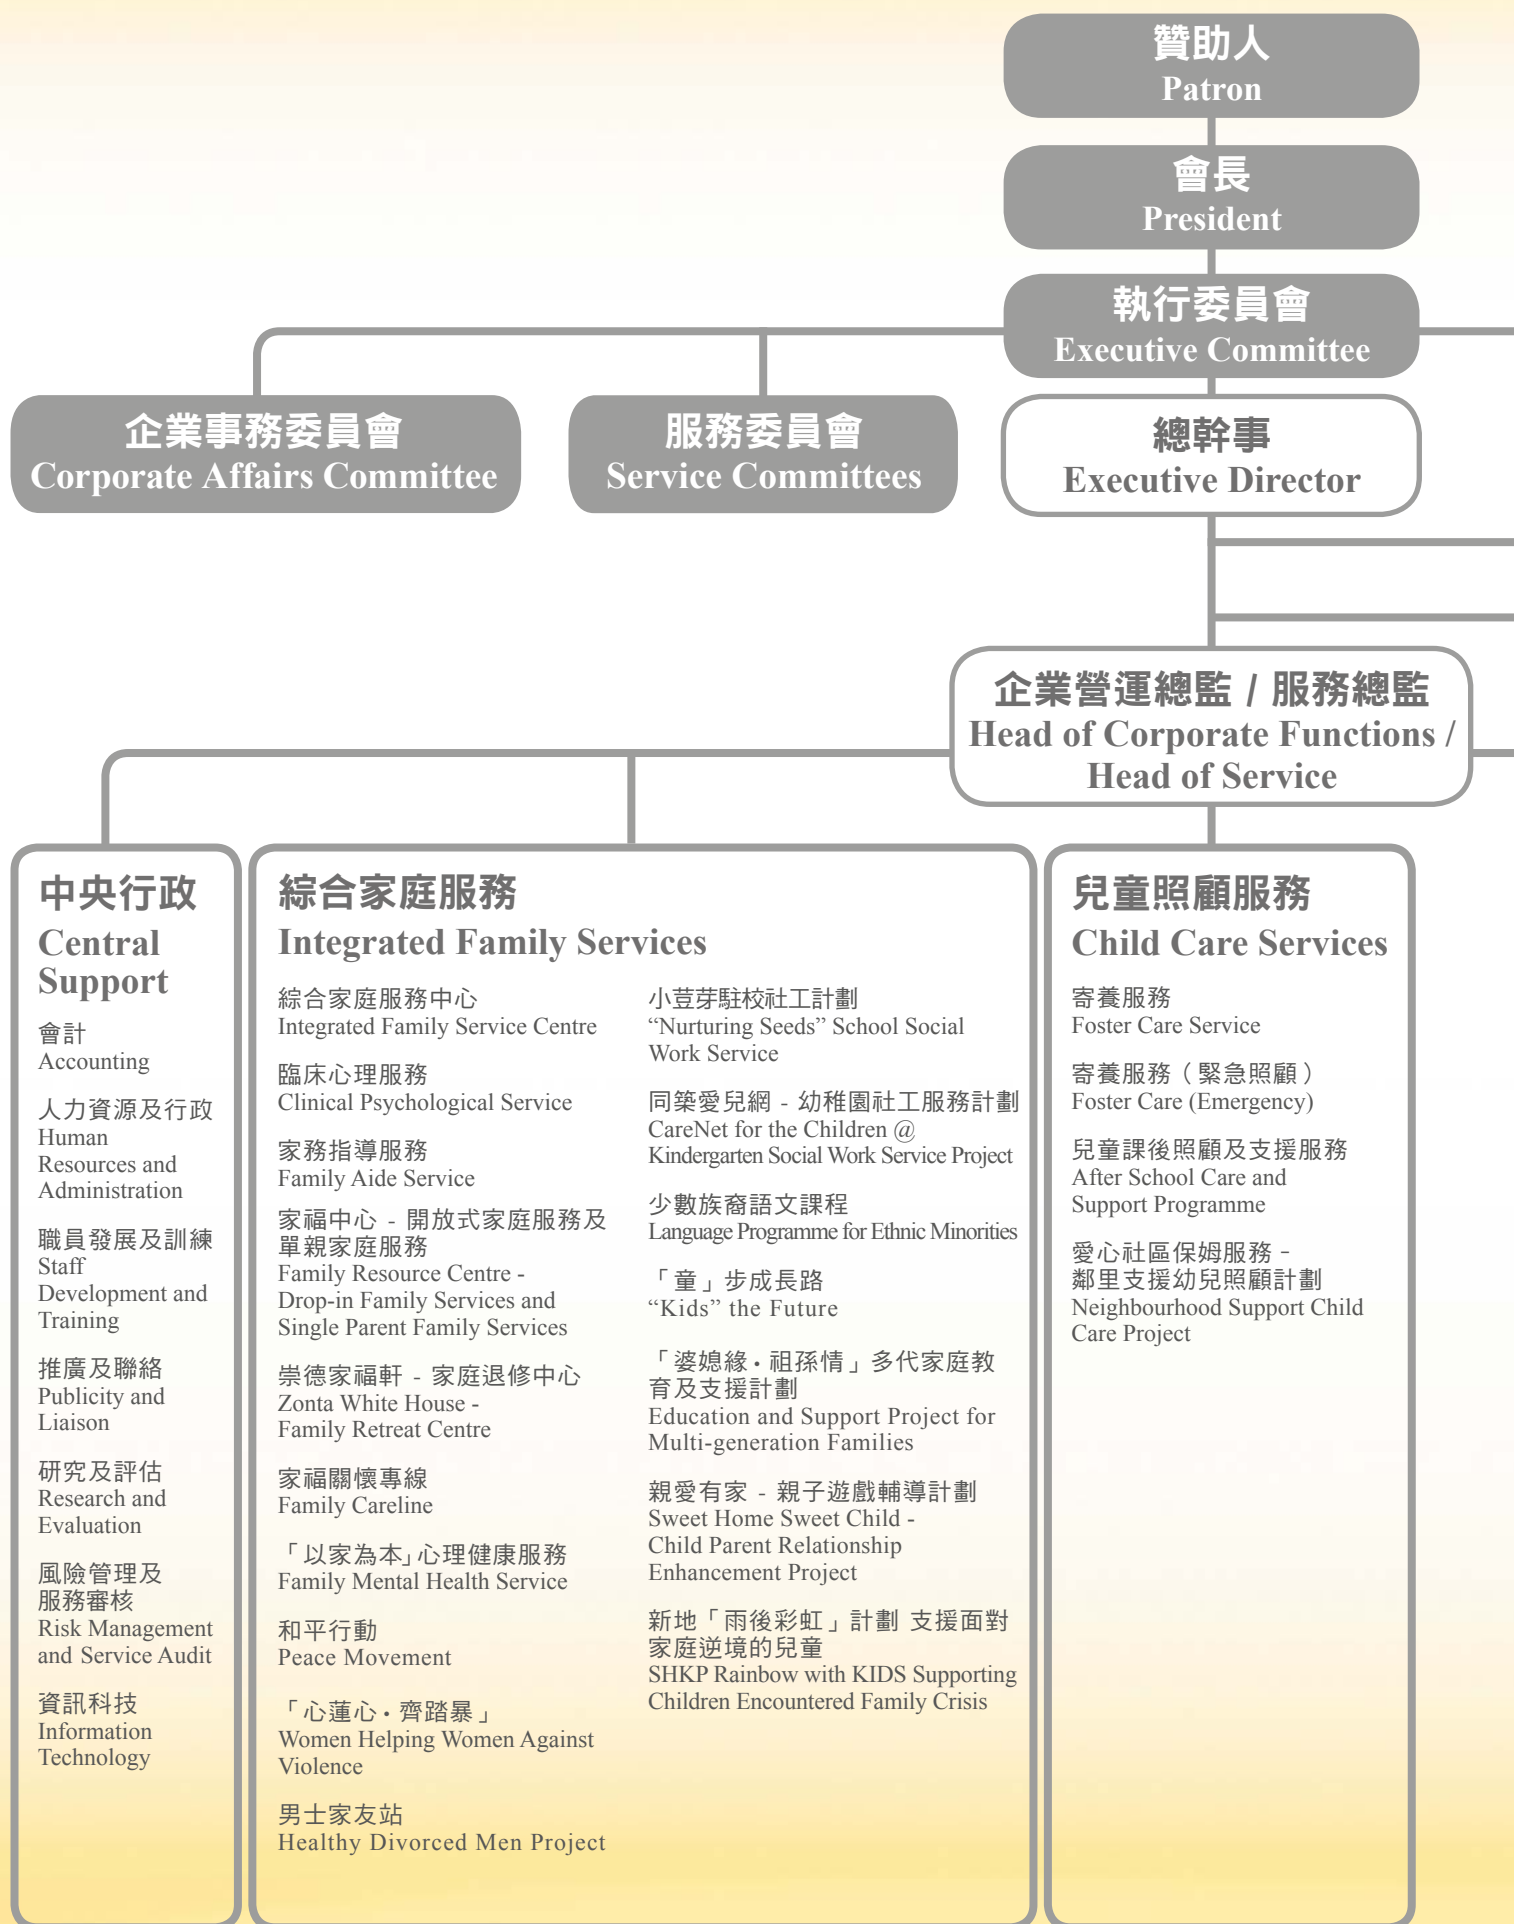 贊助人
Patron
會長
President
執行委員會
Executive Committee
企業事務委員會
Corporate Affairs Committee
服務委員會
Service Committees
總幹事
Executive Director
企業營運總監 / 服務總監
Head of Corporate Functions /
Head of Service
中央行政
Central
Support
會計
Accounting
人力資源及行政
Human
Resources and
Administration
職員發展及訓練
Staff
Development and
Training
推廣及聯絡
Publicity and
Liaison
研究及評估
Research and
Evaluation
風險管理及
服務審核
Risk Management
and Service Audit
資訊科技
Information
Technology
綜合家庭服務
Integrated Family Services
綜合家庭服務中心
Integrated Family Service Centre
臨床心理服務
Clinical Psychological Service
家務指導服務
Family Aide Service
家福中心 - 開放式家庭服務及
單親家庭服務
Family Resource Centre -
Drop-in Family Services and
Single Parent Family Services
崇德家福軒 - 家庭退修中心
Zonta White House -
Family Retreat Centre
家福關懷專線
Family Careline
「以家為本」心理健康服務
Family Mental Health Service
和平行動
Peace Movement
「心蓮心・齊踏暴」
Women Helping Women Against
Violence
男士家友站
Healthy Divorced Men Project
小荳芽駐校社工計劃
“Nurturing Seeds” School Social
Work Service
同築愛兒網 - 幼稚園社工服務計劃
CareNet for the Children @
Kindergarten Social Work Service Project
少數族裔語文課程
Language Programme for Ethnic Minorities
「童」步成長路
“Kids” the Future
「婆媳緣・祖孫情」多代家庭教
育及支援計劃
Education and Support Project for
Multi-generation Families
親愛有家 - 親子遊戲輔導計劃
Sweet Home Sweet Child -
Child Parent Relationship
Enhancement Project
新地「雨後彩虹」計劃 支援面對
家庭逆境的兒童
SHKP Rainbow with KIDS Supporting
Children Encountered Family Crisis
兒童照顧服務
Child Care Services
寄養服務
Foster Care Service
寄養服務（緊急照顧）
Foster Care (Emergency)
兒童課後照顧及支援服務
After School Care and
Support Programme
愛心社區保姆服務 -
鄰里支援幼兒照顧計劃
Neighbourhood Support Child
Care Project